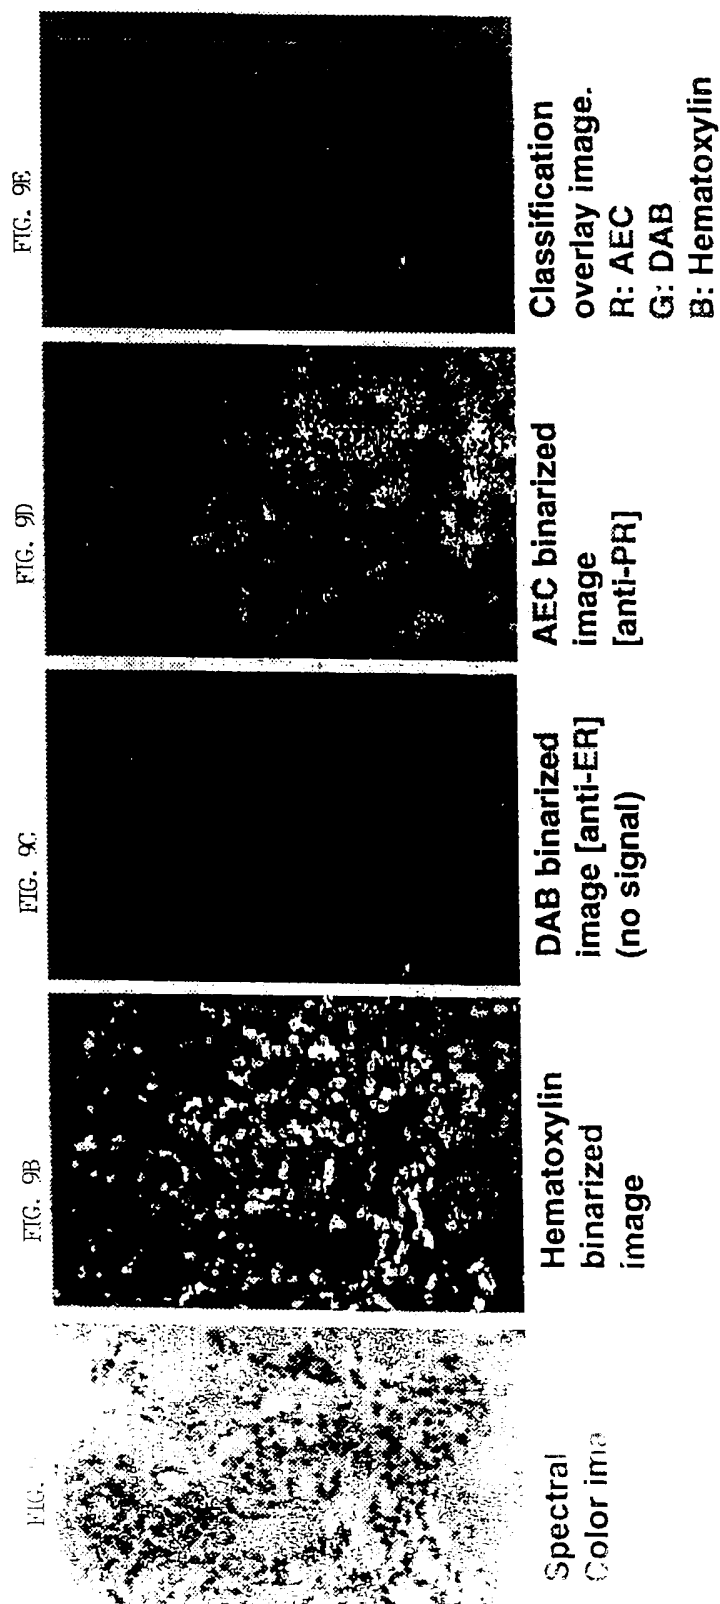 FIG.
Spectral
Color
FIG. 9B
Hematoxylin
binarized
image
FIG. 9C
DAB binarized
image [anti-ER]
(no signal)
FIG. 9D
AEC binarized
image
[anti-PR]
FIG. 9E
Classification
overlay image.
R: AEC
G: DAB
B: Hematoxylin